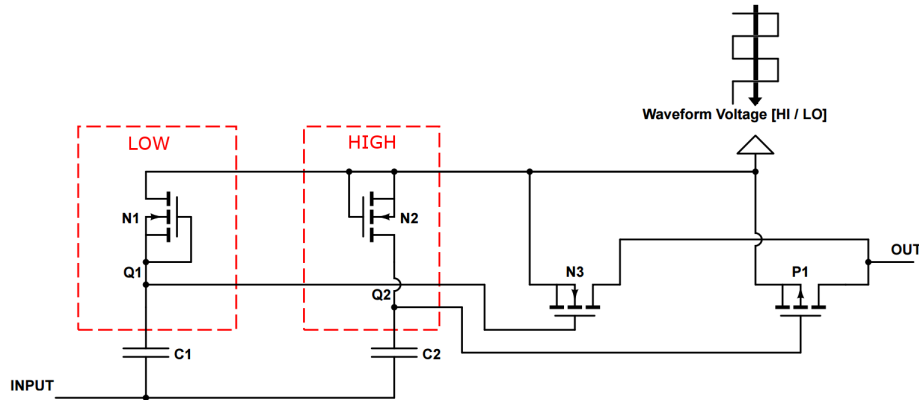 Waveform Voltage [HI / LO]
LOW
HIGH
N1
N2
Q1
Q2
N3
P1
OUT
C1
C2
INPUT